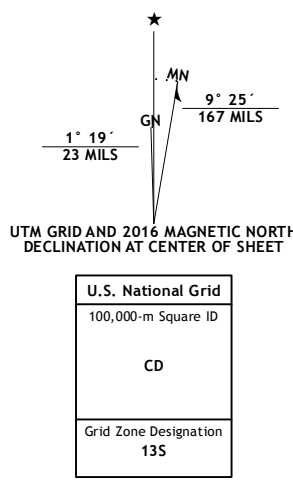 ★
MN
9° 25´
167 MILS
GN
1° 19´
23 MILS
UTM GRID AND 2016 MAGNETIC NORTH
DECLINATION AT CENTER OF SHEET
U.S. National Grid
100,000-m Square ID
CD
Grid Zone Designation
13S